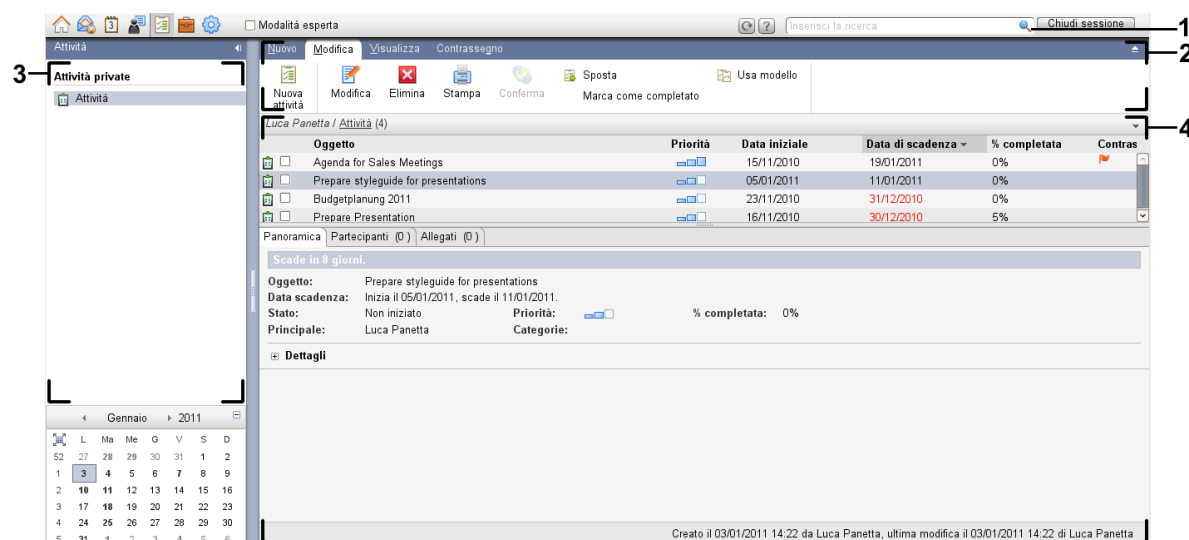 3
Modalità esperta
?
Inserisci la ricerca
Chiudi sessione
1
Attività
Nuovo Modifica Visualizza Contrassegno
2
3
Attività private
Attività
Nuova attività
Modifica
Elimina
Stampa
Conferma
Sposta
Marca come completato
Usa modello
Luca Panetta / Attività (4)
4
Oggetto Priorità Data iniziale Data di scadenza % completata Contras
Agenda for Sales Meetings 15/11/2010 19/01/2011 0%
Prepare styleguide for presentations 05/01/2011 11/01/2011 0%
Budgetplanung 2011 23/11/2010 31/12/2010 0%
Prepare Presentation 16/11/2010 30/12/2010 5%
Panoramica Partecipanti (0) Allegati (0)
Scade in 8 giorni.
Oggetto: Prepare styleguide for presentations
Data scadenza: Inizia il 05/01/2011, scade il 11/01/2011.
Stato: Non iniziato Priorità: % completata: 0%
Principale: Luca Panetta Categorie:
Dettagli
Gennaio 2011
L Ma Me G V S D
52 27 28 29 30 31 1 2
1 3 4 5 6 7 8 9
2 10 11 12 13 14 15 16
3 17 18 19 20 21 22 23
4 24 25 26 27 28 29 30
5 31 1 2 3 4 5 6
Creato il 03/01/2011 14:22 da Luca Panetta, ultima modifica il 03/01/2011 14:22 di Luca Panetta